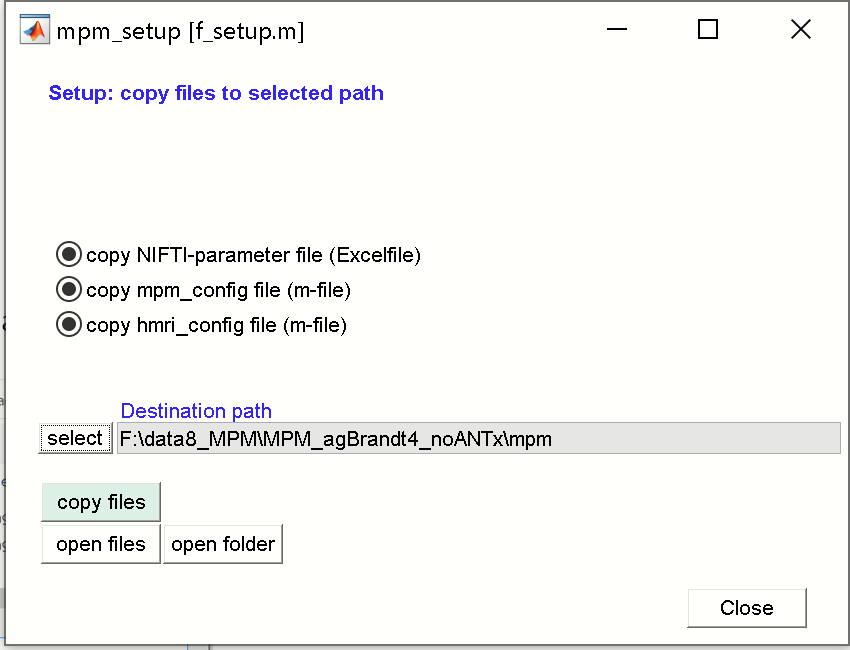 mpm_setup [f_setup.m]
Setup: copy files to selected path
copy NIFTI-parameter file (Excelfile)
copy mpm_config file (m-file)
copy hmri_config file (m-file)
Destination path
select F:\data8_MPM\MPM_agBrandt4_noANTx\mpm
copy files
open files open folder
Close